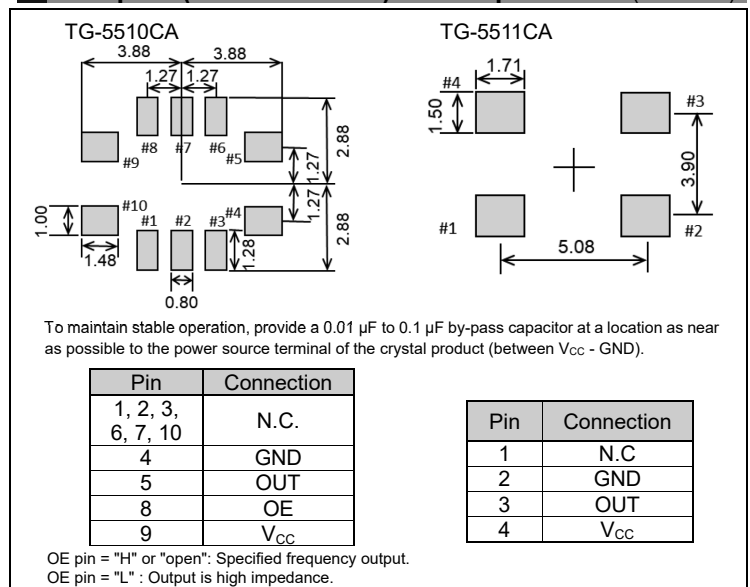 TG-5510CA
3.88
3.88
1.27
1.27
#8
#7
#6
#5
#9
1.27
2.88
#10
#1
#2
#3
#4
1.27
2.88
1.00
1.48
1.28
0.80
TG-5511CA
1.71
#4
#3
1.50
3.90
#1
#2
5.08
To maintain stable operation, provide a 0.01 µF to 0.1 µF by-pass capacitor at a location as near
as possible to the power source terminal of the crystal product (between VCC - GND).
Pin Connection
1, 2, 3,
6, 7, 10
N.C.
4 GND
5 OUT
8 OE
9 VCC
Pin Connection
1 N.C
2 GND
3 OUT
4 VCC
OE pin = "H" or "open": Specified frequency output.
OE pin = "L" : Output is high impedance.